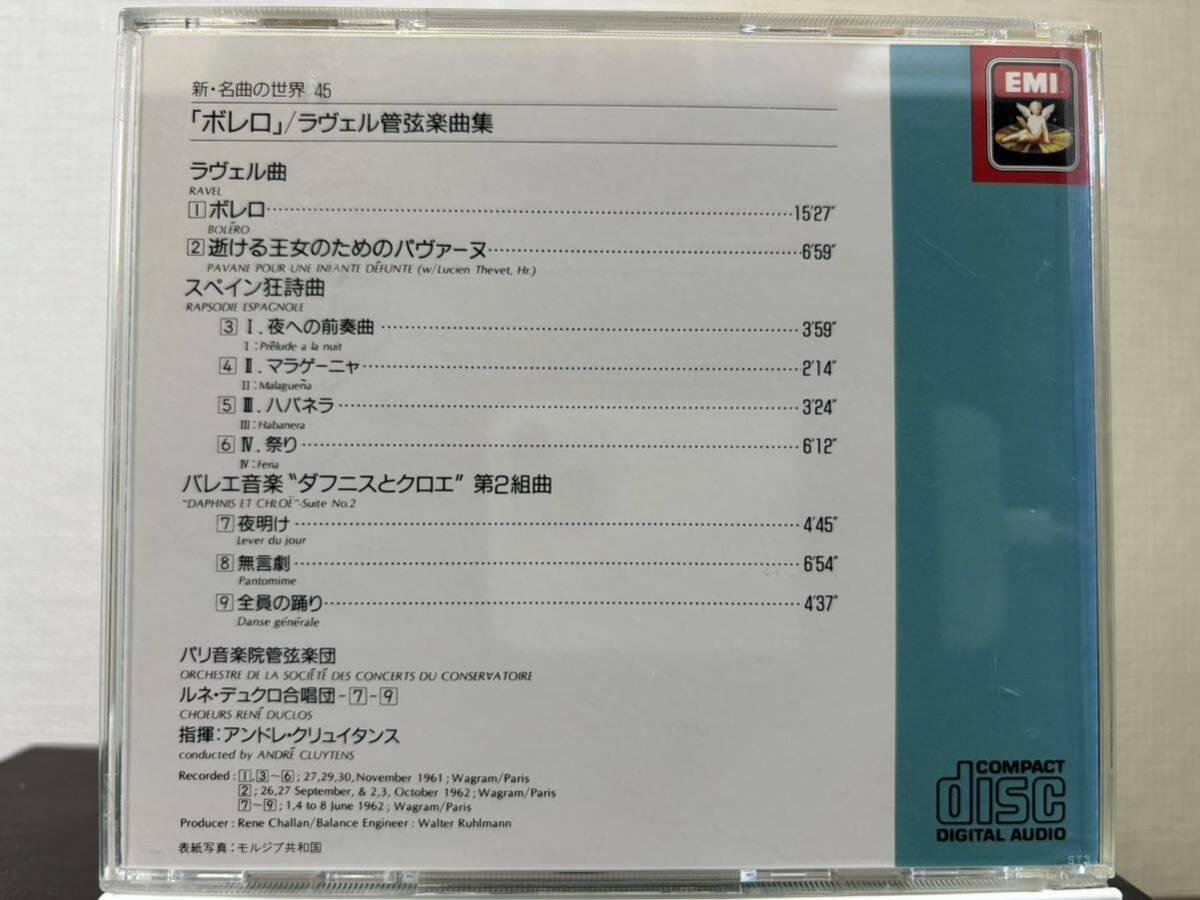 新・名曲の世界 45
「ボレロ」/ラヴェル管弦楽曲集
EMI
ラヴェル曲
RAVEL
1 ボレロ 15'27"
BOLÉRO
2 逝ける王女のためのパヴァーヌ 6'59"
PAVANE POUR UNE INFANTE DÉFUNTE (w/Lucien Thevet, Hr.)
スペイン狂詩曲
RAPSODIE ESPAGNOLE
3 I. 夜への前奏曲 3'59"
I : Prélude a la nuit
4 II. マラゲーニャ 2'14"
II : Malagueña
5 III. ハバネラ 3'24"
III : Habanera
6 IV. 祭り 6'12"
IV : Feria
バレエ音楽"ダフニスとクロエ" 第2組曲
"DAPHNIS ET CHLOÉ"-Suite No.2
7 夜明け 4'45"
Lever du jour
8 無言劇 6'54"
Pantomime
9 全員の踊り 4'37"
Danse générale
パリ音楽院管弦楽団
ORCHESTRE DE LA SOCIÉTÉ DES CONCERTS DU CONSERVATOIRE
ルネ・デュクロ合唱団-7-9
CHOEURS RENÉ DUCLOS
指揮:アンドレ・クリュイタンス
conducted by ANDRÉ CLUYTENS
Recorded : 1, 3~6 ; 27,29,30, November 1961 ; Wagram/Paris
2 ; 26,27 September, & 2,3, October 1962 ; Wagram/Paris
7~9 ; 1,4 to 8 June 1962 ; Wagram/Paris
Producer : Rene Challan/Balance Engineer : Walter Ruhlmann
表紙写真:モルジブ共和国
COMPACT
disc
DIGITAL AUDIO